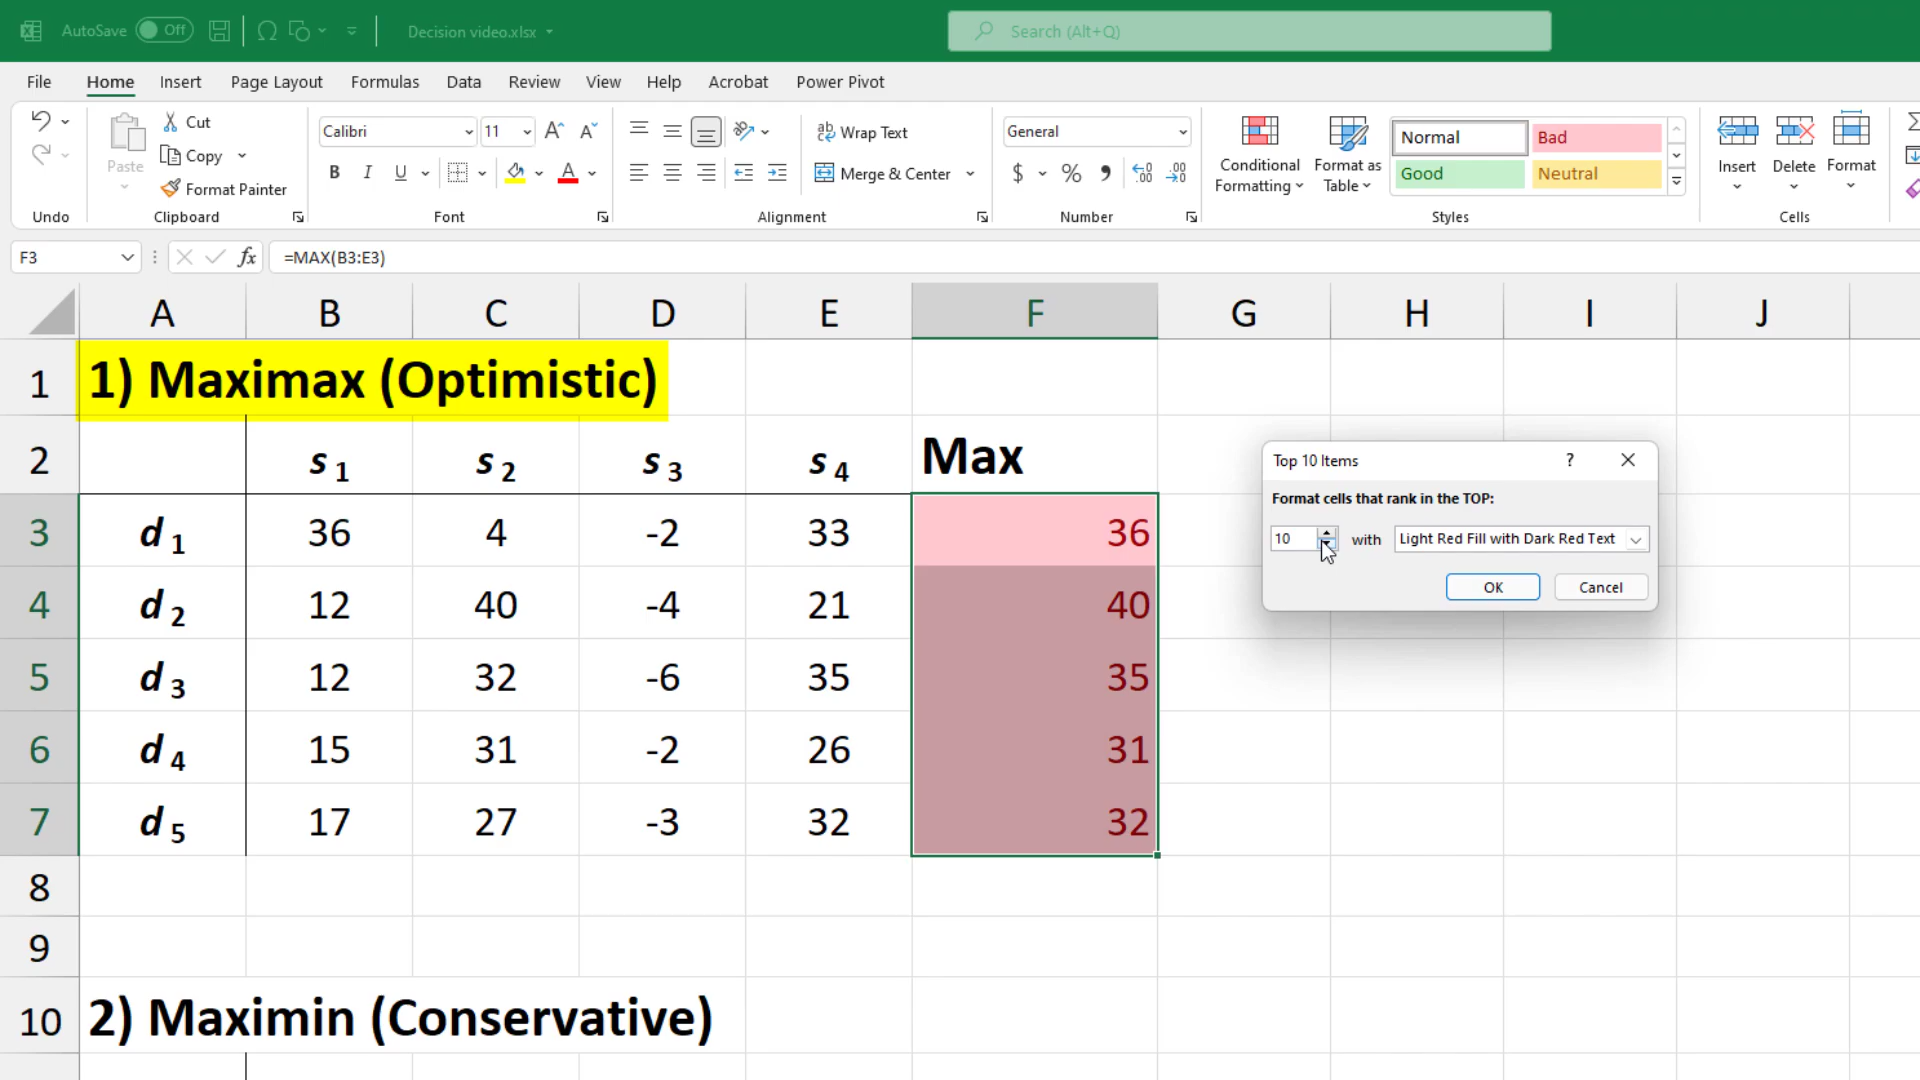 AutoSave Off Decision video.xlsx Search (Alt+Q)
File Home Insert Page Layout Formulas Data Review View Help Acrobat Power Pivot
Paste Cut Copy Format Painter
Calibri 11 A A
B I U A
ab Wrap Text
Merge & Center
General
$ %
Conditional Formatting
Format as Table
Normal Bad
Good Neutral
Insert Delete Format
Undo Clipboard Font Alignment Number Styles Cells
F3 fx =MAX(B3:E3)
A B C D E F G H I J
1 1) Maximax (Optimistic)
2 s 1 s 2 s 3 s 4 Max
3 d 1 36 4 -2 33 36
4 d 2 12 40 -4 21 40
5 d 3 12 32 -6 35 35
6 d 4 15 31 -2 26 31
7 d 5 17 27 -3 32 32
8
9
10 2) Maximin (Conservative)
Top 10 Items ?
Format cells that rank in the TOP:
10 with Light Red Fill with Dark Red Text
OK Cancel